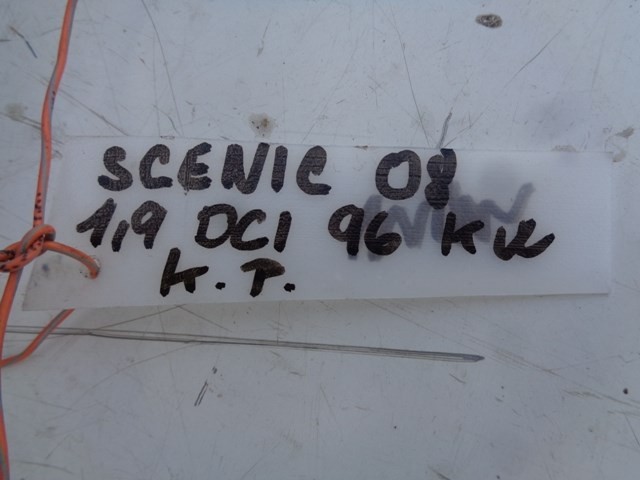 SCENIC 08
1,9 DCI 96 KW
K.T.